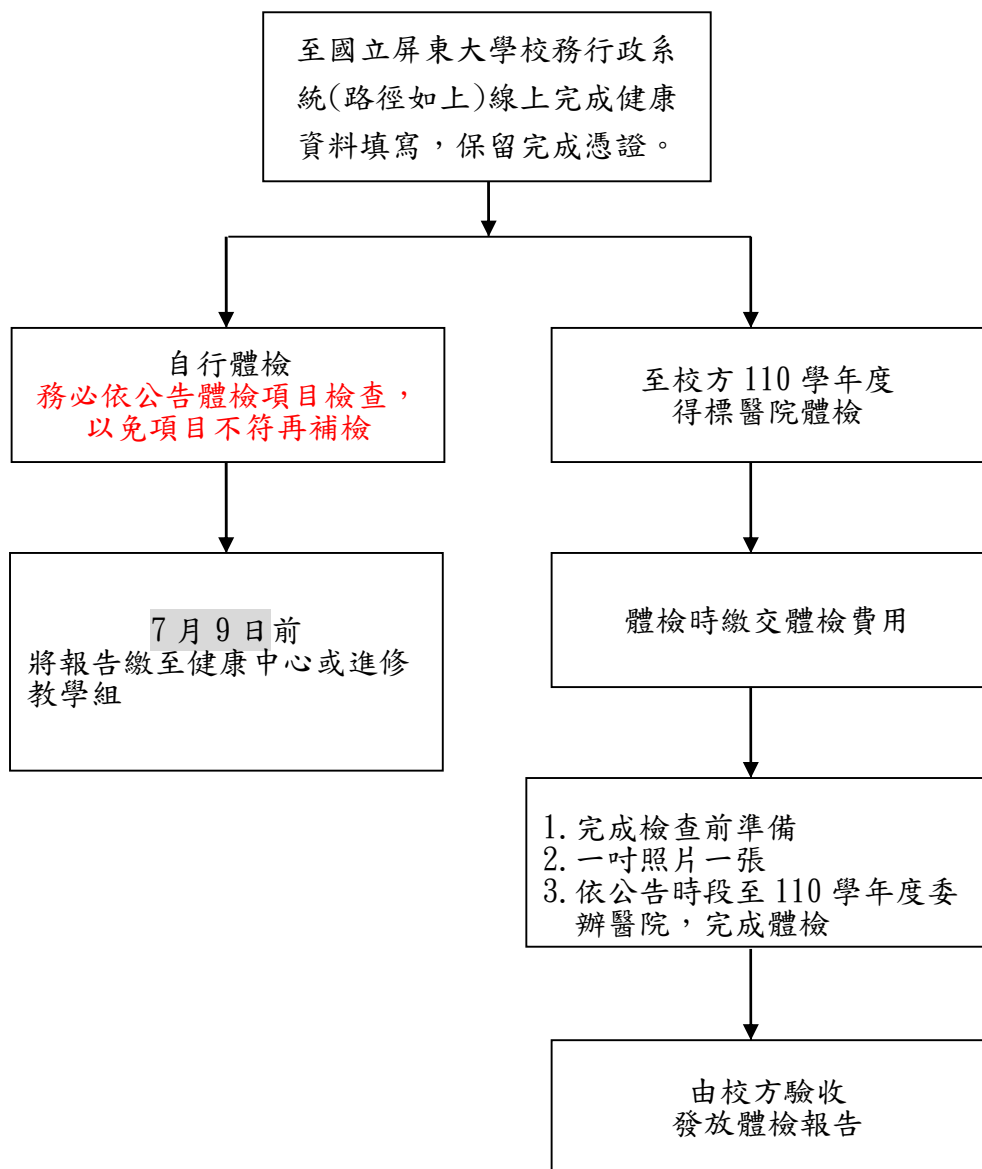 至國立屏東大學校務行政系
統(路徑如上)線上完成健康
資料填寫，保留完成憑證。
自行體檢
務必依公告體檢項目檢查，
以免項目不符再補檢
至校方 110 學年度
得標醫院體檢
7 月 9 日前
將報告繳至健康中心或進修
教學組
體檢時繳交體檢費用
1. 完成檢查前準備
2. 一吋照片一張
3. 依公告時段至 110 學年度委
辦醫院，完成體檢
由校方驗收
發放體檢報告